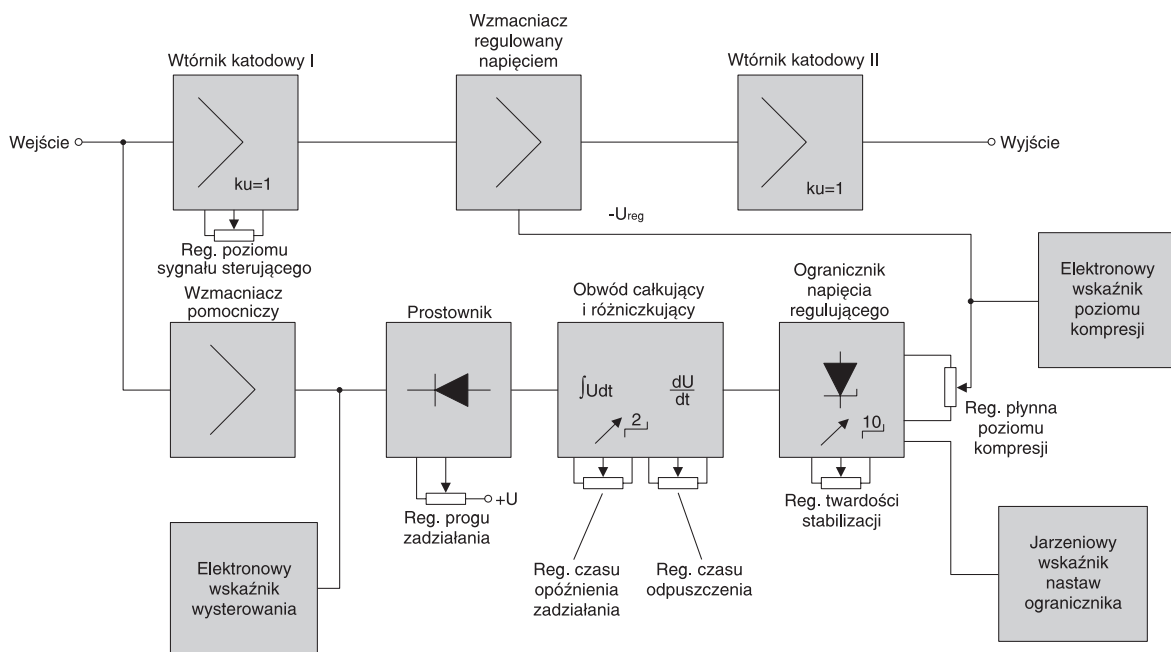 Wtórnik katodowy I
Wzmacniacz
regulowany
napięciem
Wtórnik katodowy II
Wejście
ku=1
ku=1
Wyjście
Reg. poziomu
sygnału sterującego
-Ureg
Elektronowy
wskaźnik
poziomu
kompresji
Wzmacniacz
pomocniczy
Prostownik
Obwód całkujący
i różniczkujący
Ogranicznik
napięcia
regulującego
∫Udt
dU
dt
2
10
Reg. płynna
poziomu
kompresji
+U
Reg. progu
zadziałania
Reg. twardości
stabilizacji
Elektronowy
wskaźnik
wysterowania
Reg. czasu
opóźnienia
zadziałania
Reg. czasu
odpuszczenia
Jarzeniowy
wskaźnik
nastaw
ogranicznika